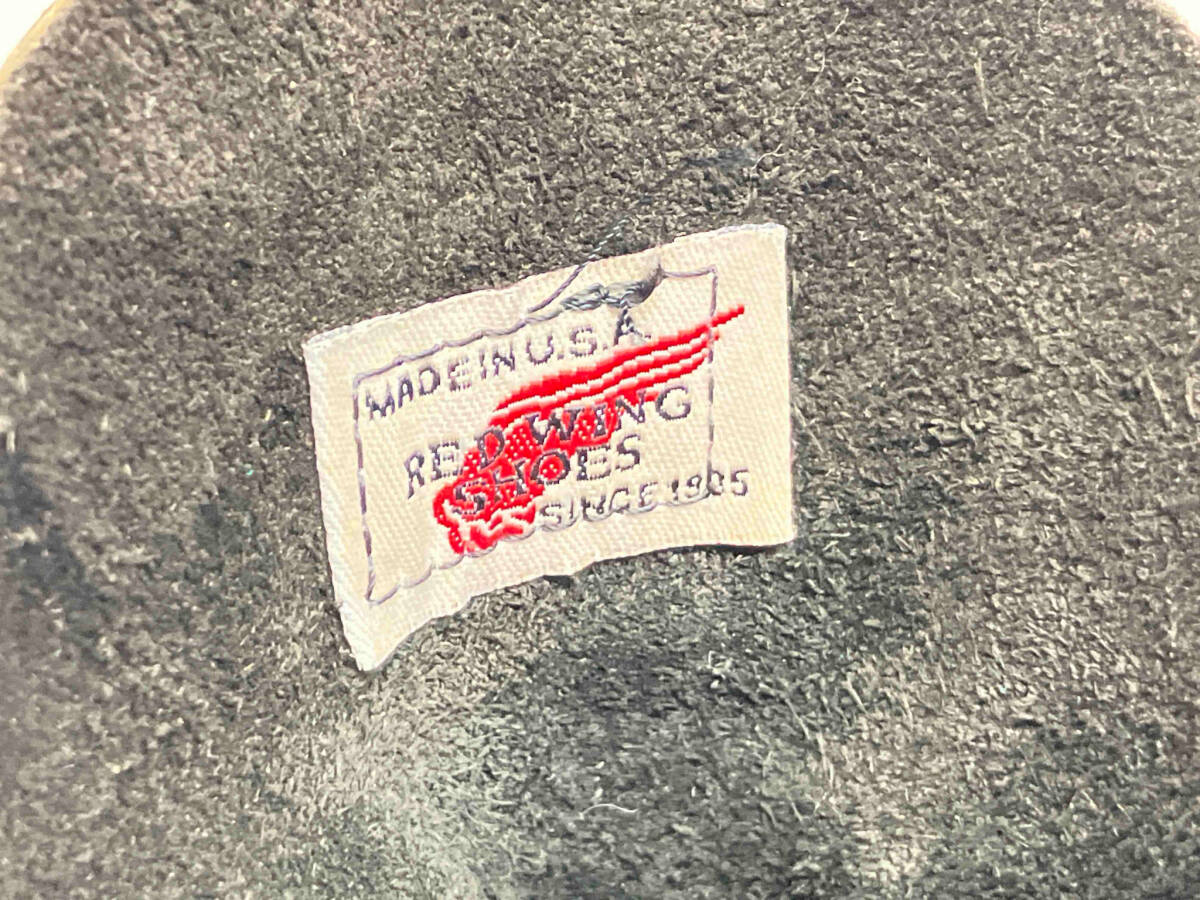 MADE IN U.S.A.
RED WING
SHOES
SINCE 1905